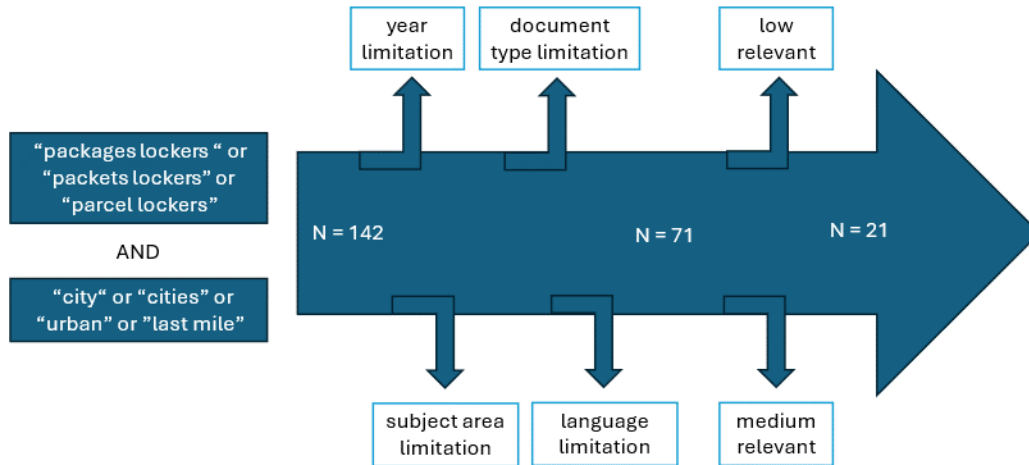 year
limitation
document
type limitation
low
relevant
“packages lockers “ or
“packets lockers” or
“parcel lockers”
AND
“city“ or “cities” or
“urban” or ”last mile”
N = 142
N = 71
N = 21
subject area
limitation
language
limitation
medium
relevant